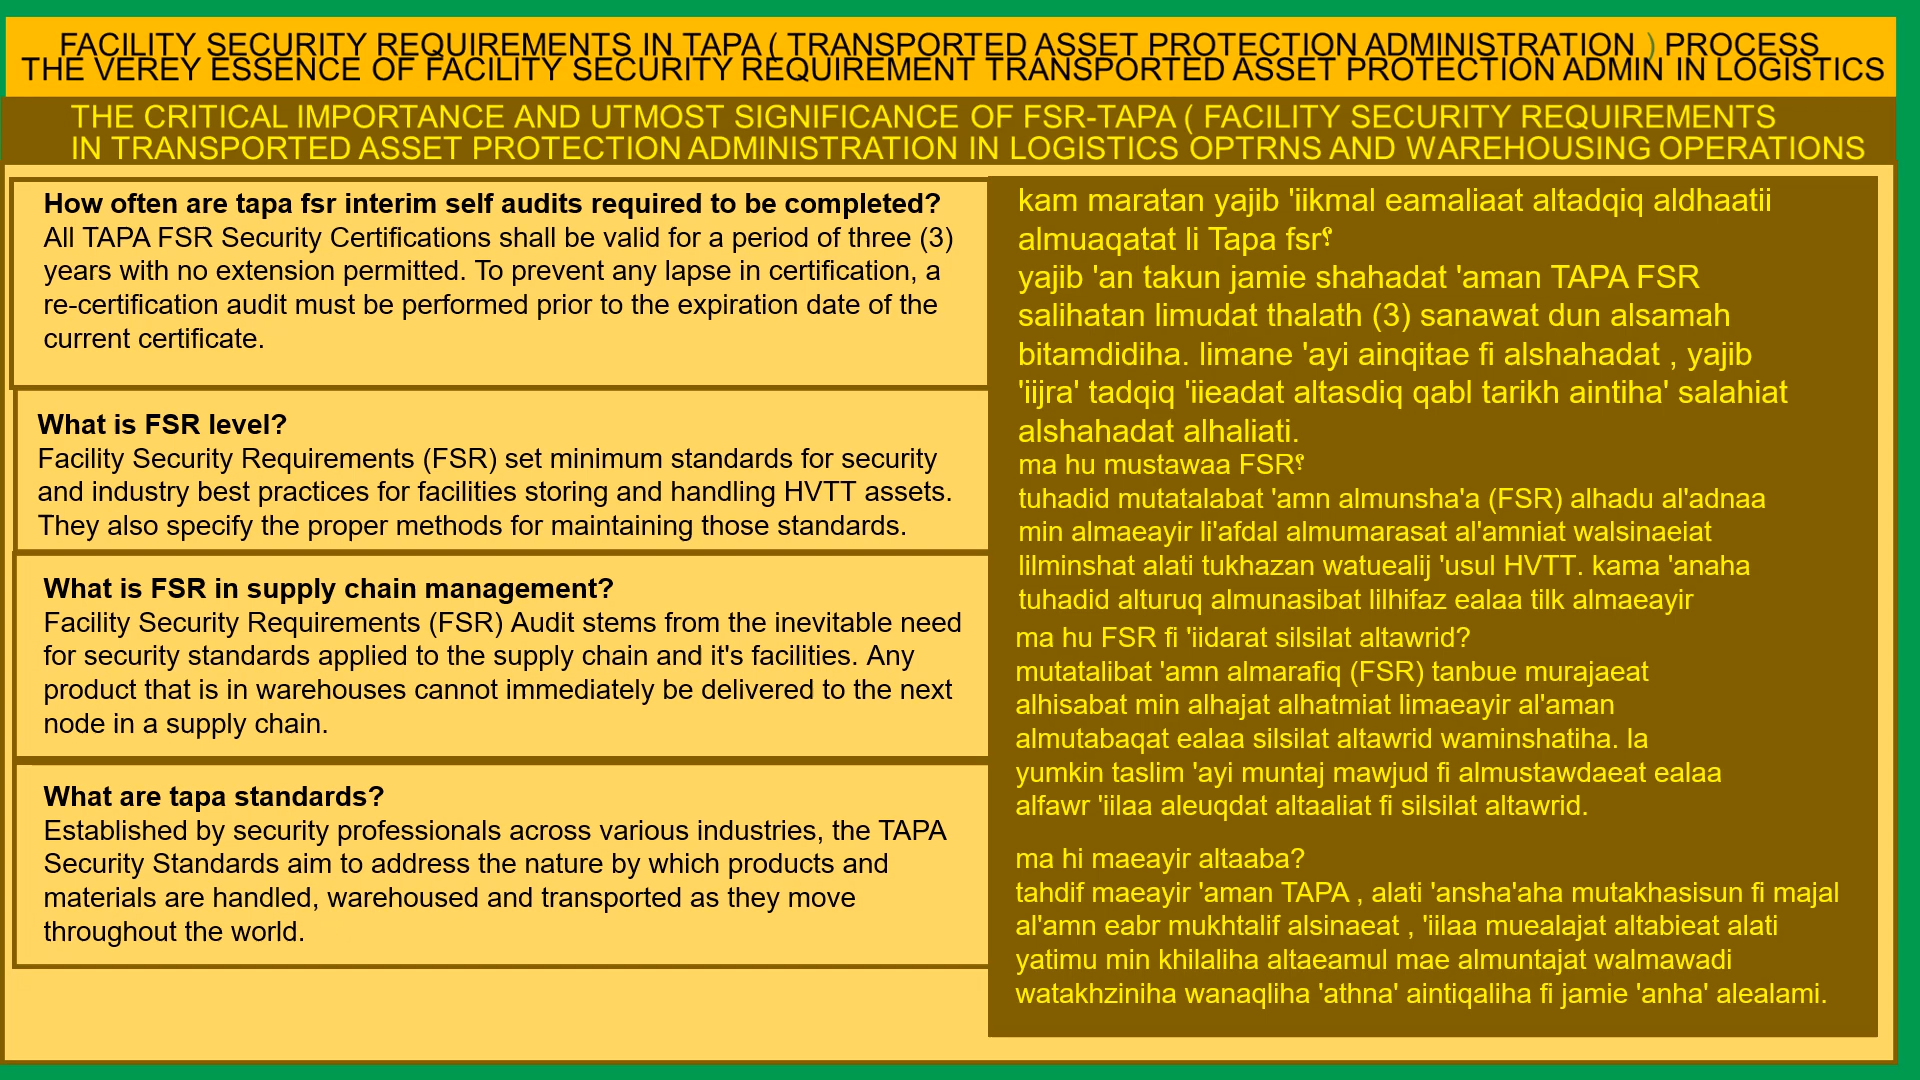 FACILITY SECURITY REQUIREMENTS IN TAPA ( TRANSPORTED ASSET PROTECTION ADMINISTRATION ) PROCESS
THE VEREY ESSENCE OF FACILITY SECURITY REQUIREMENT TRANSPORTED ASSET PROTECTION ADMIN IN LOGISTICS
THE CRITICAL IMPORTANCE AND UTMOST SIGNIFICANCE OF FSR-TAPA ( FACILITY SECURITY REQUIREMENTS
IN TRANSPORTED ASSET PROTECTION ADMINISTRATION IN LOGISTICS OPTRNS AND WAREHOUSING OPERATIONS
How often are tapa fsr interim self audits required to be completed?
All TAPA FSR Security Certifications shall be valid for a period of three (3)
years with no extension permitted. To prevent any lapse in certification, a
re-certification audit must be performed prior to the expiration date of the
current certificate.
What is FSR level?
Facility Security Requirements (FSR) set minimum standards for security
and industry best practices for facilities storing and handling HVTT assets.
They also specify the proper methods for maintaining those standards.
What is FSR in supply chain management?
Facility Security Requirements (FSR) Audit stems from the inevitable need
for security standards applied to the supply chain and it's facilities. Any
product that is in warehouses cannot immediately be delivered to the next
node in a supply chain.
What are tapa standards?
Established by security professionals across various industries, the TAPA
Security Standards aim to address the nature by which products and
materials are handled, warehoused and transported as they move
throughout the world.
kam maratan yajib 'iikmal eamaliaat altadqiq aldhaatii
almuaqatat li Tapa fsr؟
yajib 'an takun jamie shahadat 'aman TAPA FSR
salihatan limudat thalath (3) sanawat dun alsamah
bitamdidiha. limane 'ayi ainqitae fi alshahadat , yajib
'iijra' tadqiq 'iieadat altasdiq qabl tarikh aintiha' salahiat
alshahadat alhaliati.
ma hu mustawaa FSR؟
tuhadid mutatalabat 'amn almunsha'a (FSR) alhadu al'adnaa
min almaeayir li'afdal almumarasat al'amniat walsinaeiat
lilminshat alati tukhazan watuealij 'usul HVTT. kama 'anaha
tuhadid alturuq almunasibat lilhifaz ealaa tilk almaeayir
ma hu FSR fi 'iidarat silsilat altawrid?
mutatalibat 'amn almarafiq (FSR) tanbue murajaeat
alhisabat min alhajat alhatmiat limaeayir al'aman
almutabaqat ealaa silsilat altawrid waminshatiha. la
yumkin taslim 'ayi muntaj mawjud fi almustawdaeat ealaa
alfawr 'iilaa aleuqdat altaaliat fi silsilat altawrid.
ma hi maeayir altaaba?
tahdif maeayir 'aman TAPA , alati 'ansha'aha mutakhasisun fi majal
al'amn eabr mukhtalif alsinaeat , 'iilaa muealajat altabieat alati
yatimu min khilaliha altaeamul mae almuntajat walmawadi
watakhziniha wanaqliha 'athna' aintiqaliha fi jamie 'anha' alealami.